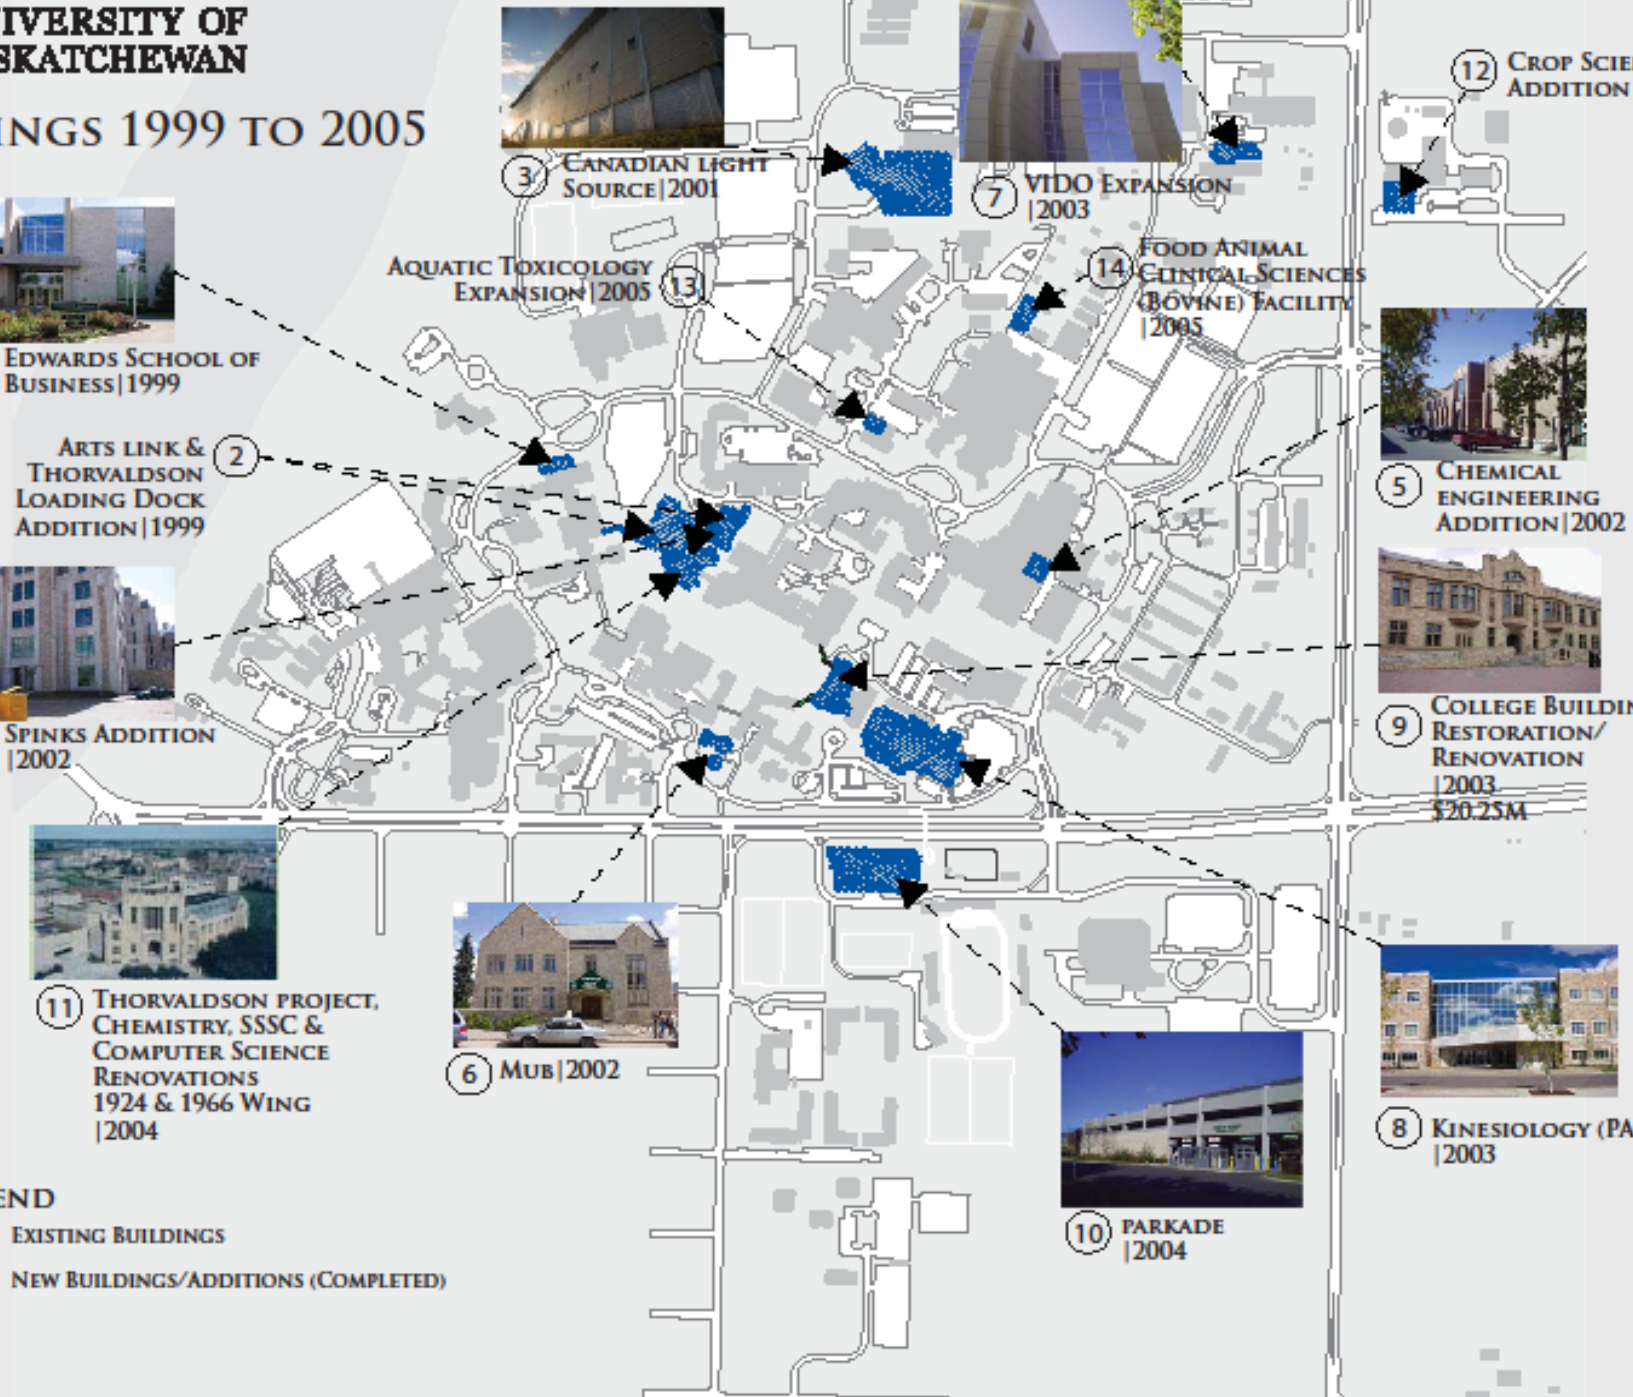 IVERSITY OF
SKATCHEWAN
INGS 1999 TO 2005
3 CANADIAN LIGHT
SOURCE|2001
7 VIDO EXPANSION
|2003
12 CROP SCIE
ADDITION
AQUATIC TOXICOLOGY
EXPANSION|2005
13
14 FOOD ANIMAL
CLINICAL SCIENCES
(BOVINE) FACILITY
|2005
EDWARDS SCHOOL OF
BUSINESS|1999
ARTS LINK &
THORVALDSON
LOADING DOCK
ADDITION|1999
2
5 CHEMICAL
ENGINEERING
ADDITION|2002
SPINKS ADDITION
|2002
9 COLLEGE BUILDIN
RESTORATION/
RENOVATION
|2003
$20.25M
11 THORVALDSON PROJECT,
CHEMISTRY, SSSC &
COMPUTER SCIENCE
RENOVATIONS
1924 & 1966 WING
|2004
6 MUB|2002
10 PARKADE
|2004
8 KINESIOLOGY (PA
|2003
END
EXISTING BUILDINGS
NEW BUILDINGS/ADDITIONS (COMPLETED)